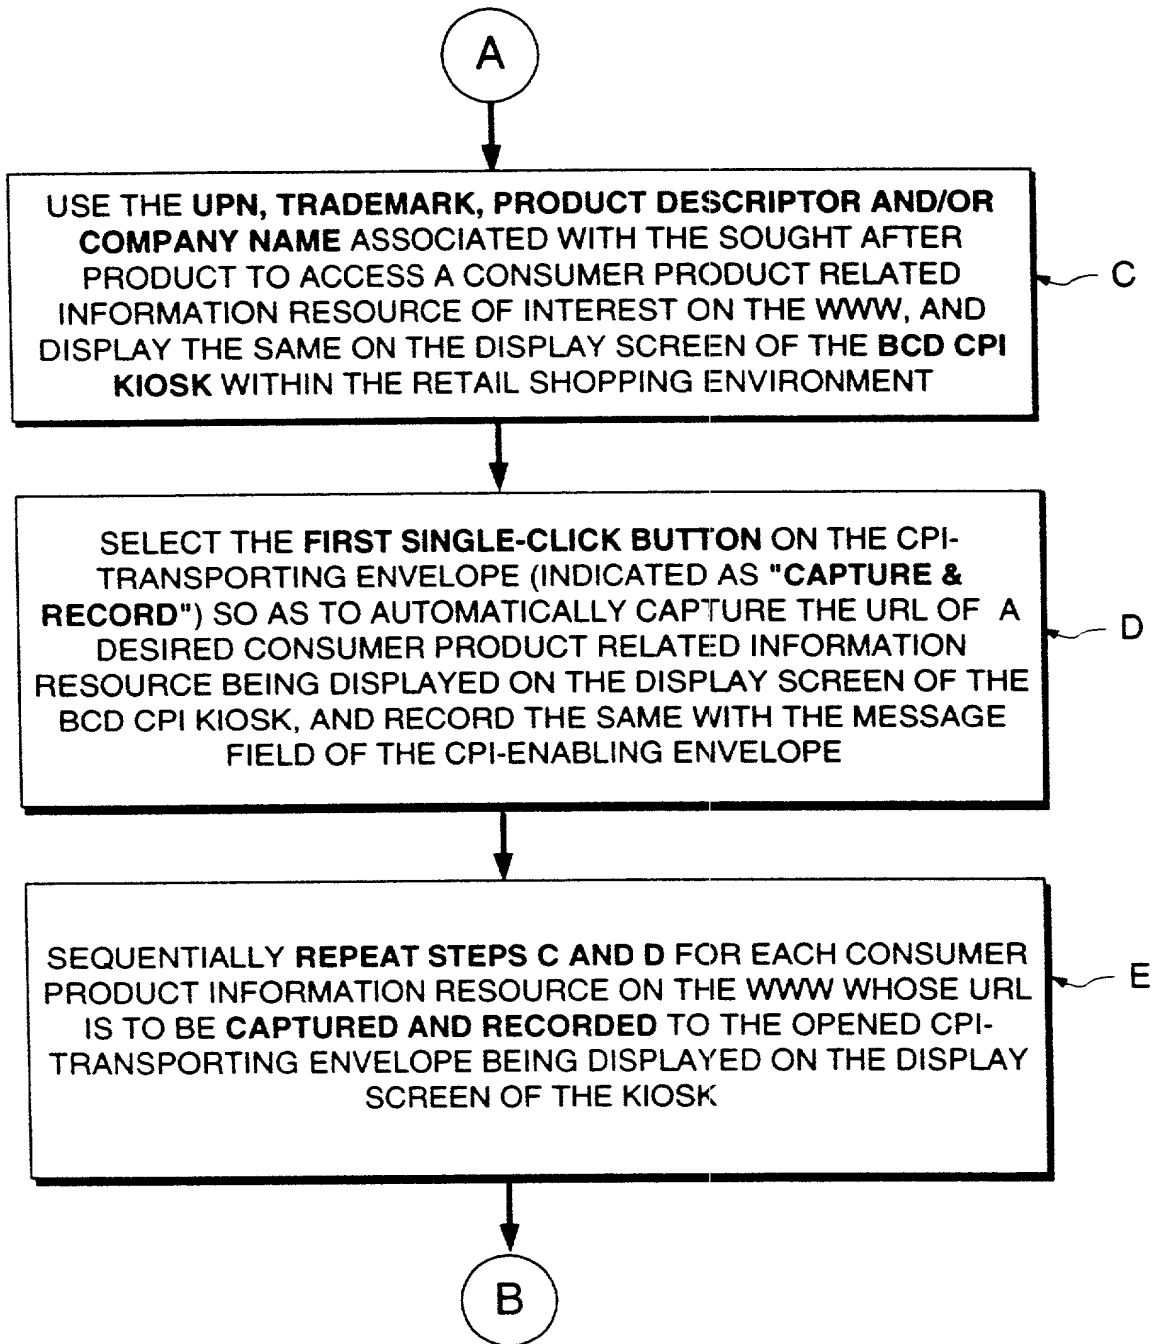 A
USE THE UPN, TRADEMARK, PRODUCT DESCRIPTOR AND/OR
COMPANY NAME ASSOCIATED WITH THE SOUGHT AFTER
PRODUCT TO ACCESS A CONSUMER PRODUCT RELATED
INFORMATION RESOURCE OF INTEREST ON THE WWW, AND
DISPLAY THE SAME ON THE DISPLAY SCREEN OF THE BCD CPI
KIOSK WITHIN THE RETAIL SHOPPING ENVIRONMENT
C
SELECT THE FIRST SINGLE-CLICK BUTTON ON THE CPI-
TRANSPORTING ENVELOPE (INDICATED AS "CAPTURE &
RECORD") SO AS TO AUTOMATICALLY CAPTURE THE URL OF A
DESIRED CONSUMER PRODUCT RELATED INFORMATION
RESOURCE BEING DISPLAYED ON THE DISPLAY SCREEN OF THE
BCD CPI KIOSK, AND RECORD THE SAME WITH THE MESSAGE
FIELD OF THE CPI-ENABLING ENVELOPE
D
SEQUENTIALLY REPEAT STEPS C AND D FOR EACH CONSUMER
PRODUCT INFORMATION RESOURCE ON THE WWW WHOSE URL
IS TO BE CAPTURED AND RECORDED TO THE OPENED CPI-
TRANSPORTING ENVELOPE BEING DISPLAYED ON THE DISPLAY
SCREEN OF THE KIOSK
E
B